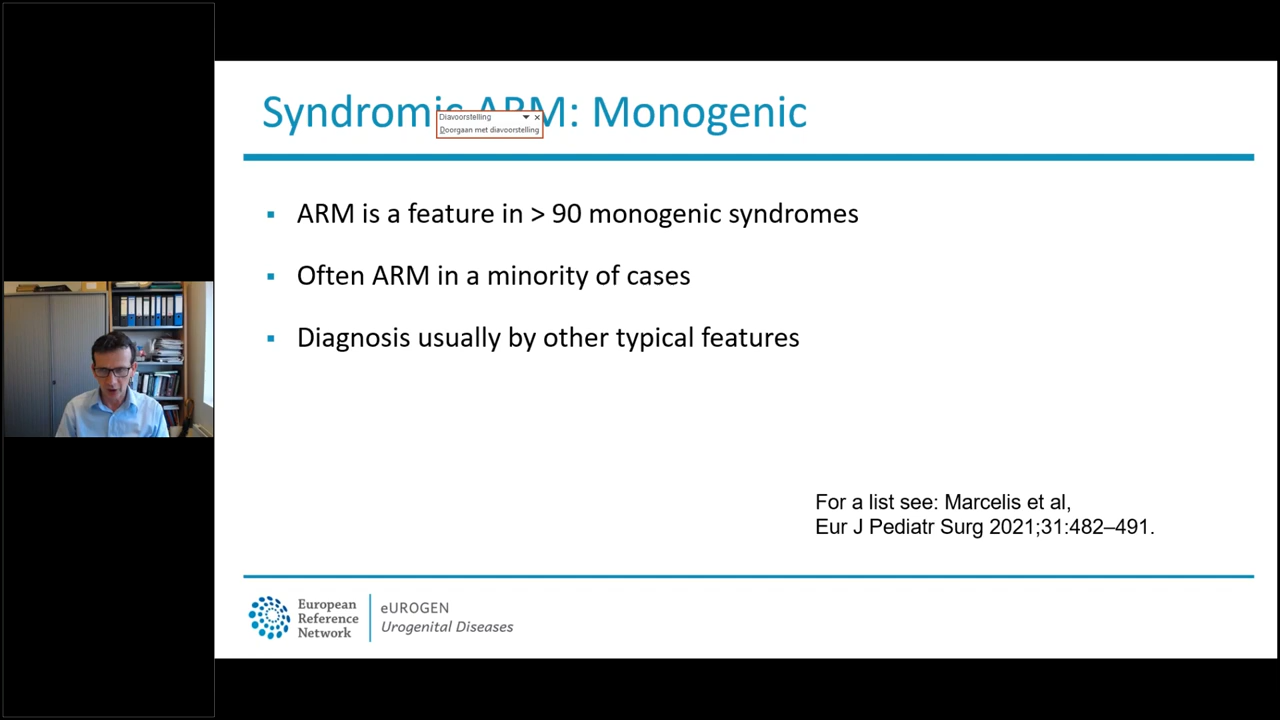 Syndromic ARM: Monogenic
Diavoorstelling
Doorgaan met diavoorstelling
ARM is a feature in > 90 monogenic syndromes
Often ARM in a minority of cases
Diagnosis usually by other typical features
For a list see: Marcelis et al,
Eur J Pediatr Surg 2021;31:482–491.
European
Reference
Network
eUROGEN
Urogenital Diseases